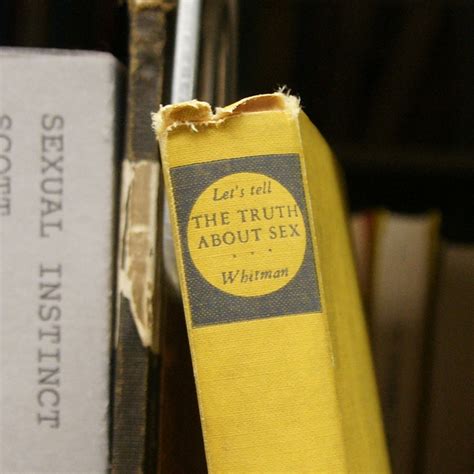 SEXUAL INSTINCT
SCOTT
Let's tell
THE TRUTH
ABOUT SEX
. . .
Whitman